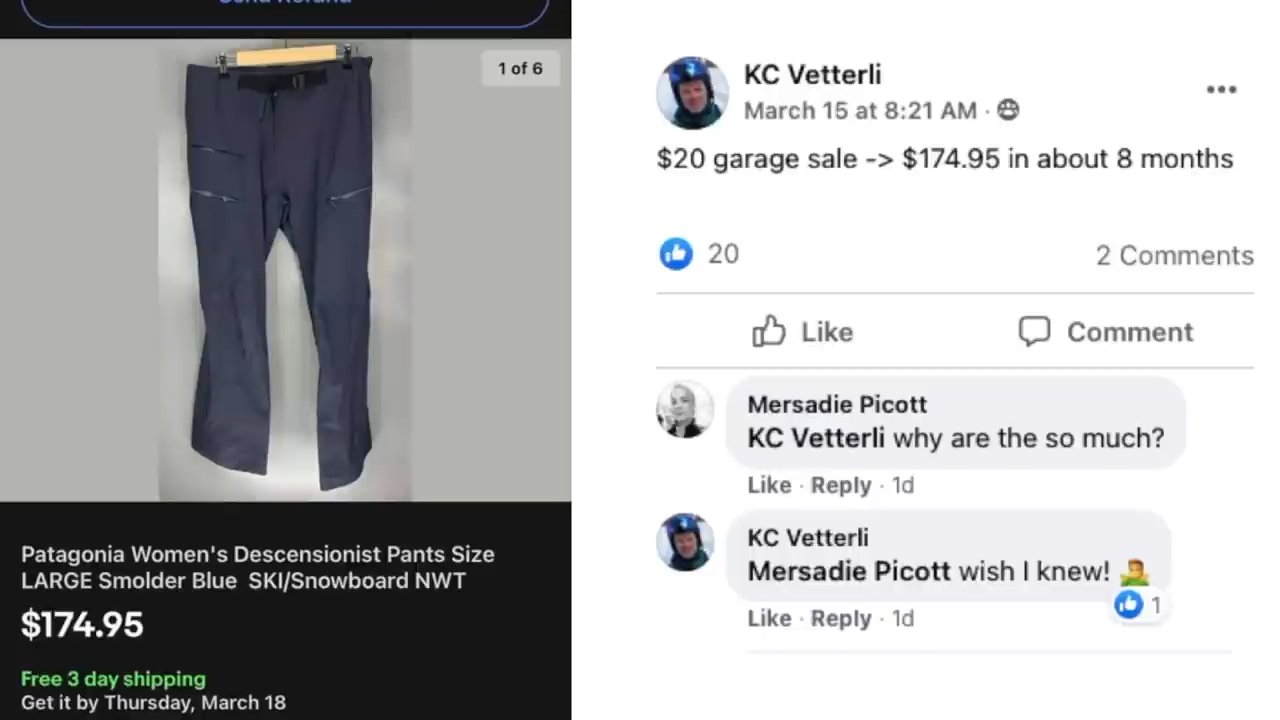 Send Refund
1 of 6
Patagonia Women's Descensionist Pants Size
LARGE Smolder Blue SKI/Snowboard NWT
$174.95
Free 3 day shipping
Get it by Thursday, March 18
KC Vetterli
March 15 at 8:21 AM ·
$20 garage sale -> $174.95 in about 8 months
20
2 Comments
Like
Comment
Mersadie Picott
KC Vetterli why are the so much?
Like · Reply · 1d
KC Vetterli
Mersadie Picott wish I knew! 🤷‍♂️
1
Like · Reply · 1d